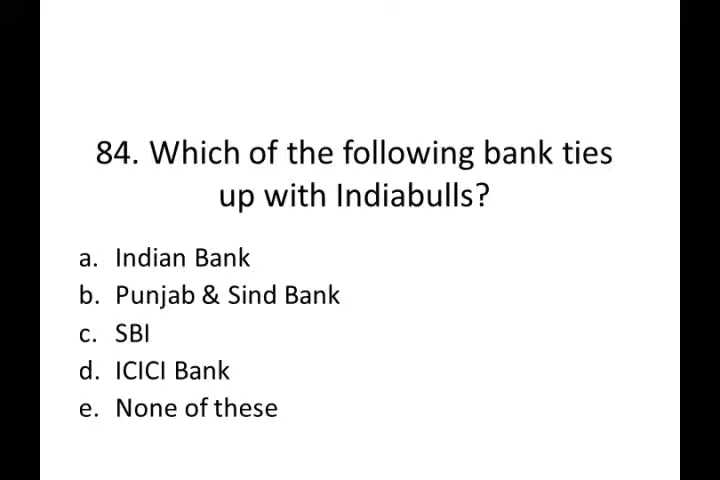 84. Which of the following bank ties
up with Indiabulls?
a. Indian Bank
b. Punjab & Sind Bank
c. SBI
d. ICICI Bank
e. None of these